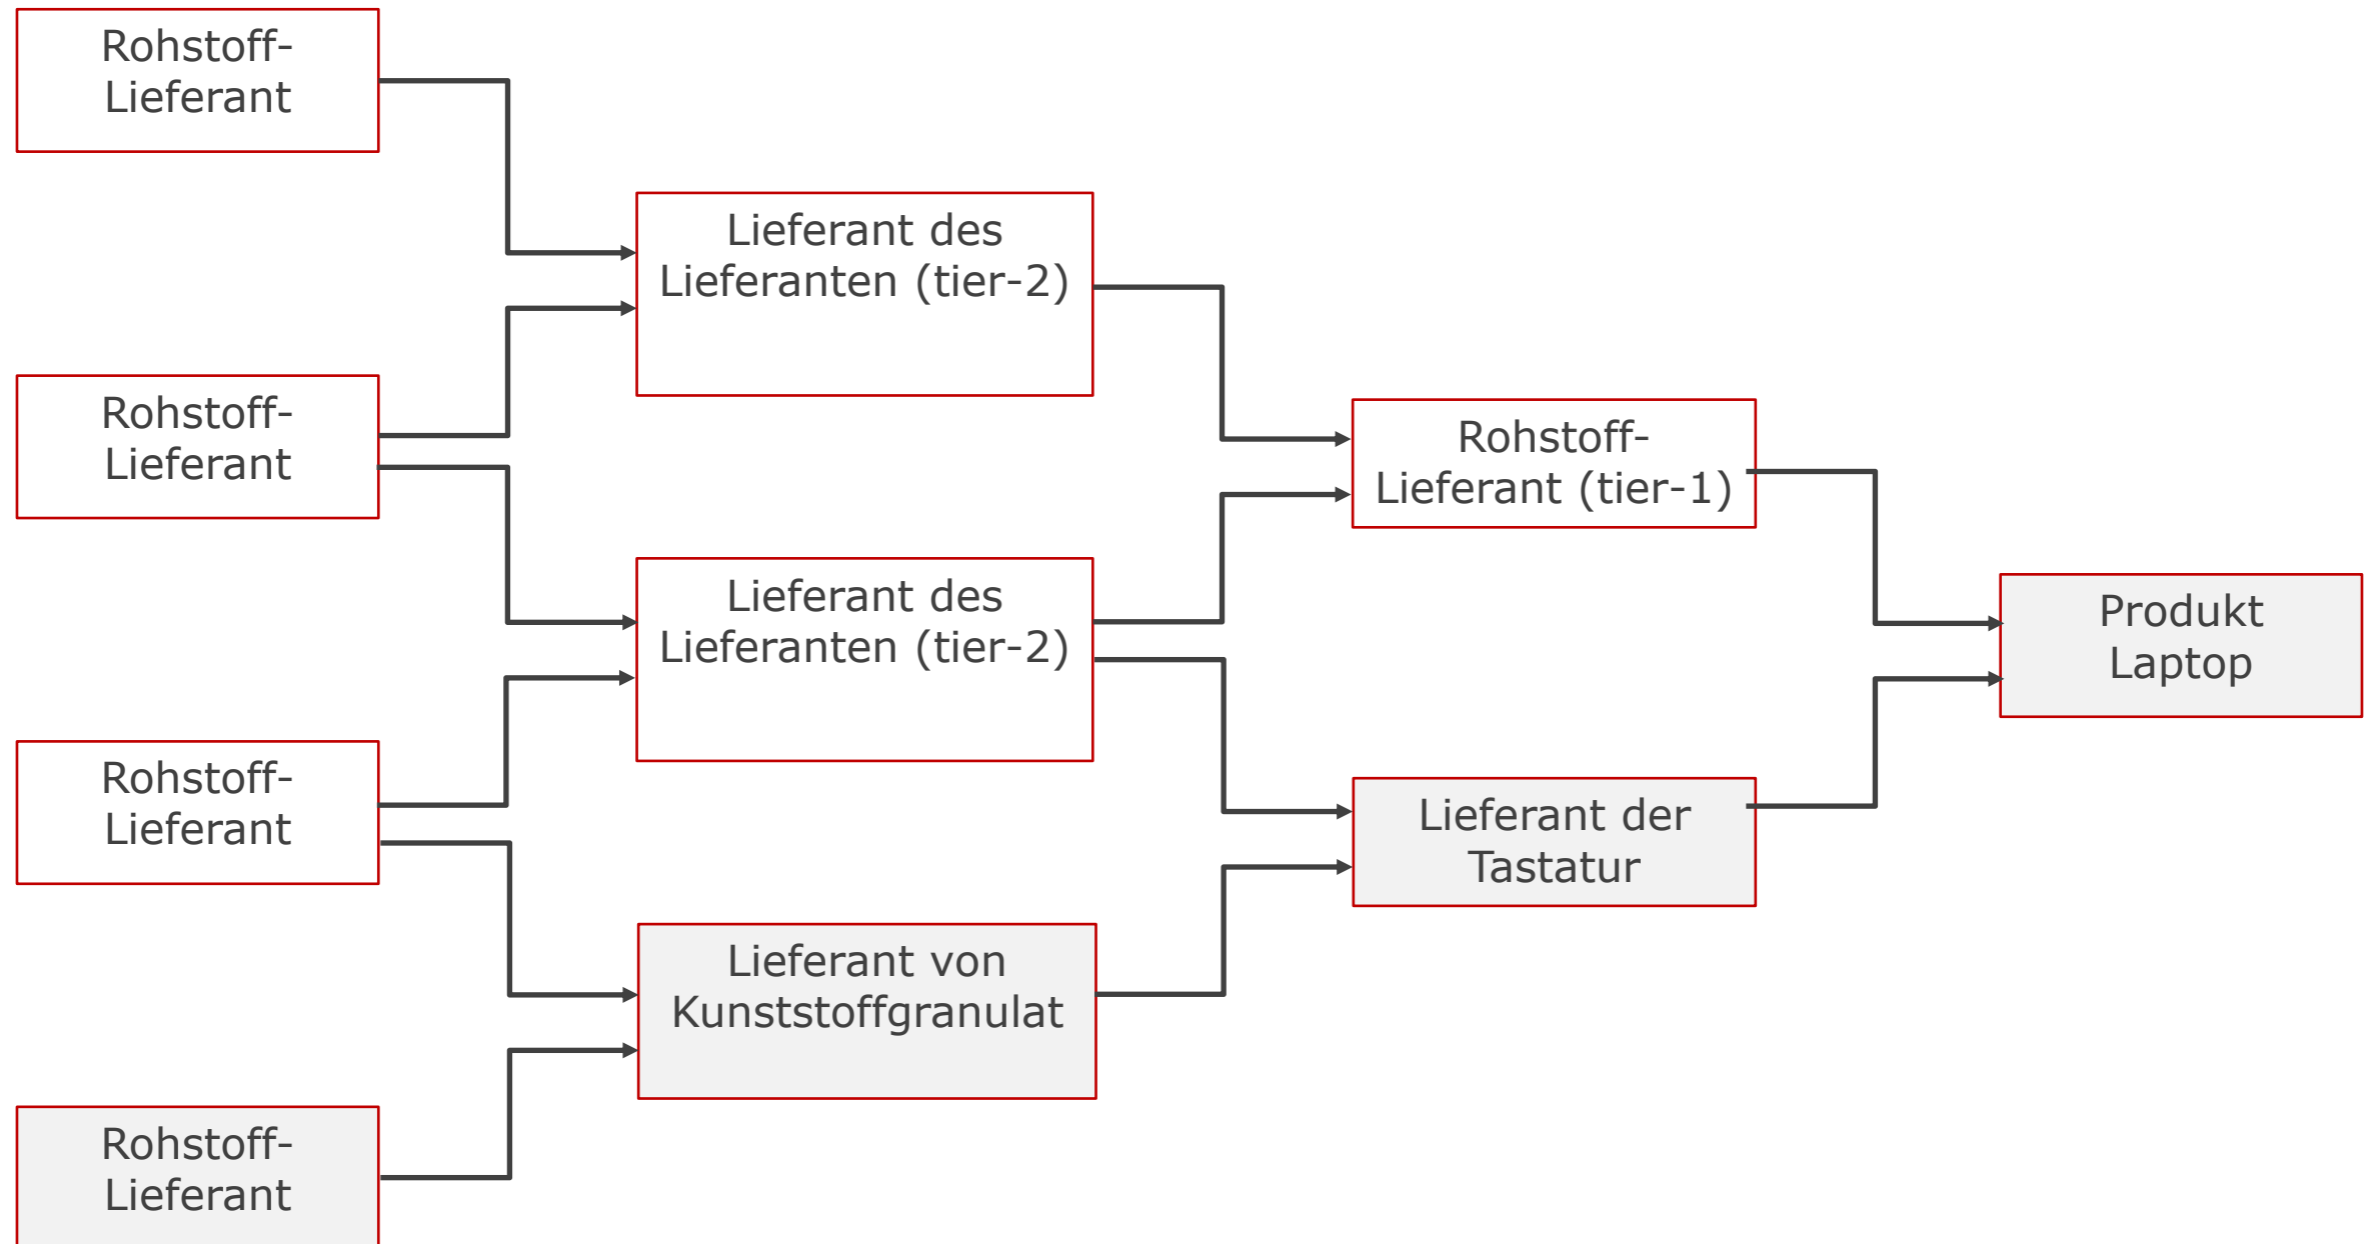 Rohstoff-
Lieferant
Rohstoff-
Lieferant
Rohstoff-
Lieferant
Rohstoff-
Lieferant
Lieferant des
Lieferanten (tier-2)
Lieferant des
Lieferanten (tier-2)
Lieferant von
Kunststoffgranulat
Rohstoff-
Lieferant (tier-1)
Lieferant der
Tastatur
Produkt
Laptop